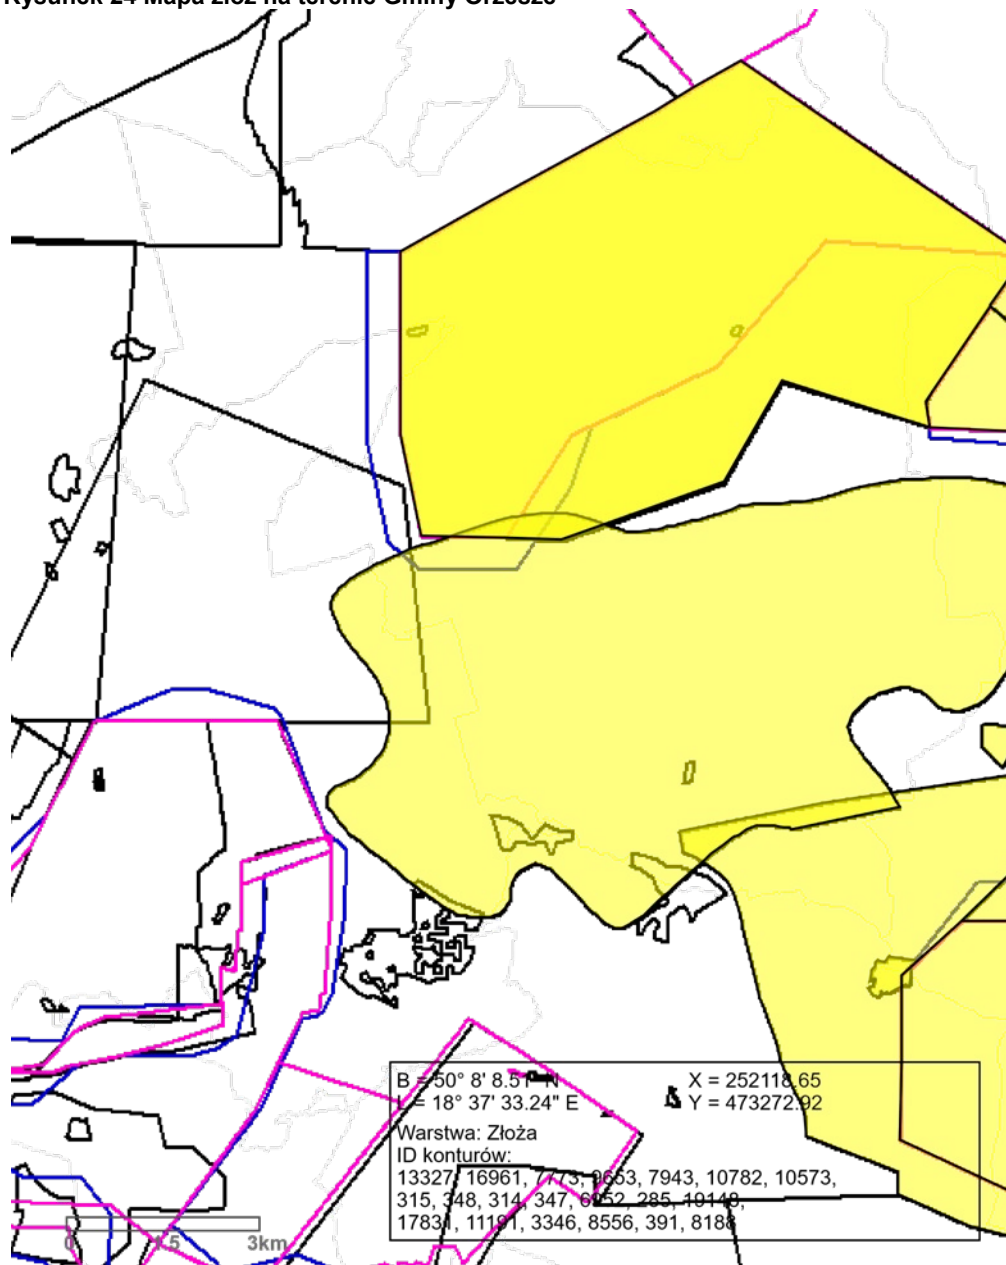 Rysunek 24 Mapa złóż na terenie Gminy Orzesze
B = 50° 8' 8.51" N X = 252118.65
L = 18° 37' 33.24" E Y = 473272.92
Warstwa: Złoża
ID konturów:
13327, 16961, 7773, 9653, 7943, 10782, 10573,
315, 348, 314, 347, 6952, 285, 19148,
17831, 11191, 3346, 8556, 391, 8188
0 1.5 3km